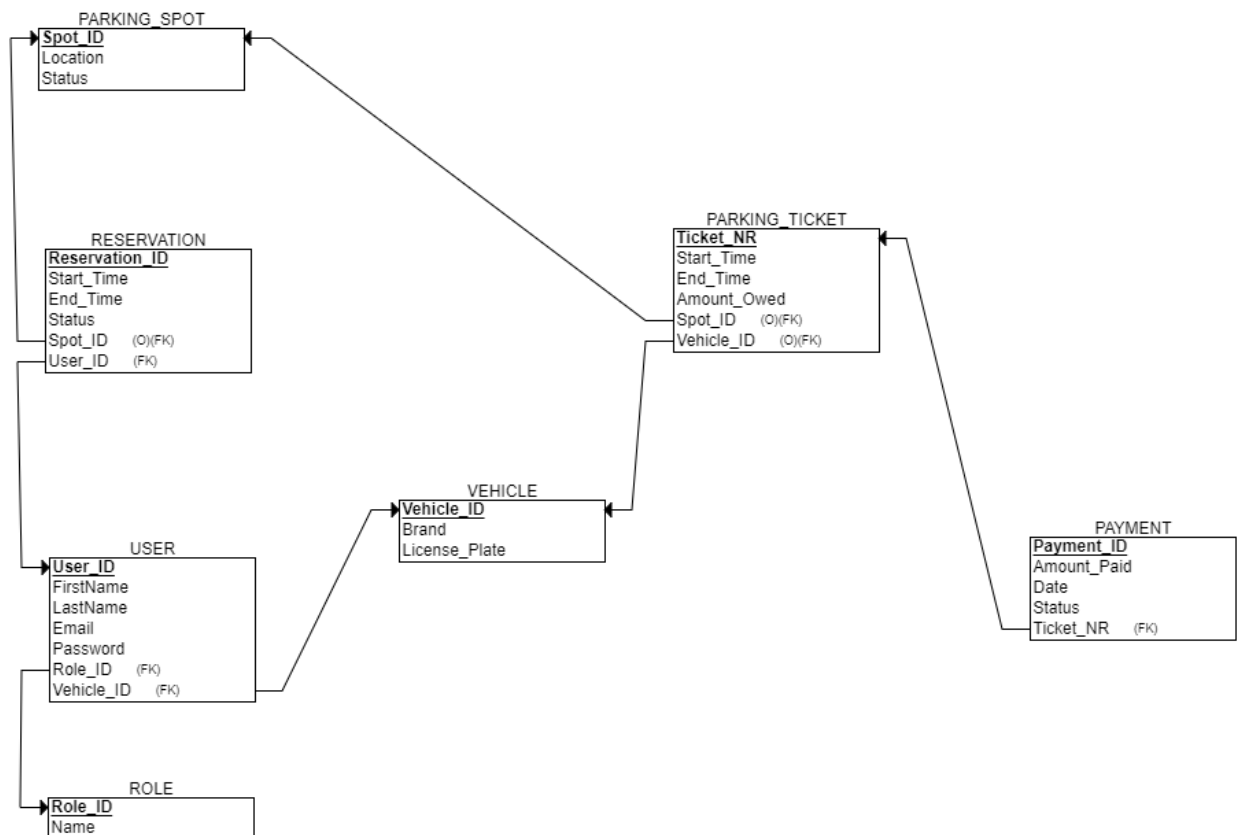 PARKING_SPOT
Spot_ID
Location
Status
RESERVATION
Reservation_ID
Start_Time
End_Time
Status
Spot_ID (O)(FK)
User_ID (FK)
PARKING_TICKET
Ticket_NR
Start_Time
End_Time
Amount_Owed
Spot_ID (O)(FK)
Vehicle_ID (O)(FK)
VEHICLE
Vehicle_ID
Brand
License_Plate
USER
User_ID
FirstName
LastName
Email
Password
Role_ID (FK)
Vehicle_ID (FK)
PAYMENT
Payment_ID
Amount_Paid
Date
Status
Ticket_NR (FK)
ROLE
Role_ID
Name